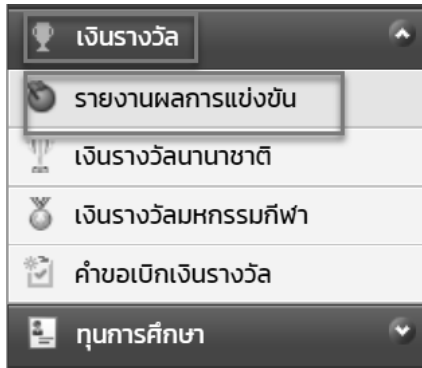 เงินรางวัล
รายงานผลการแข่งขัน
เงินรางวัลนานาชาติ
เงินรางวัลมหกรรมกีฬา
คำขอเบิกเงินรางวัล
ทุนการศึกษา